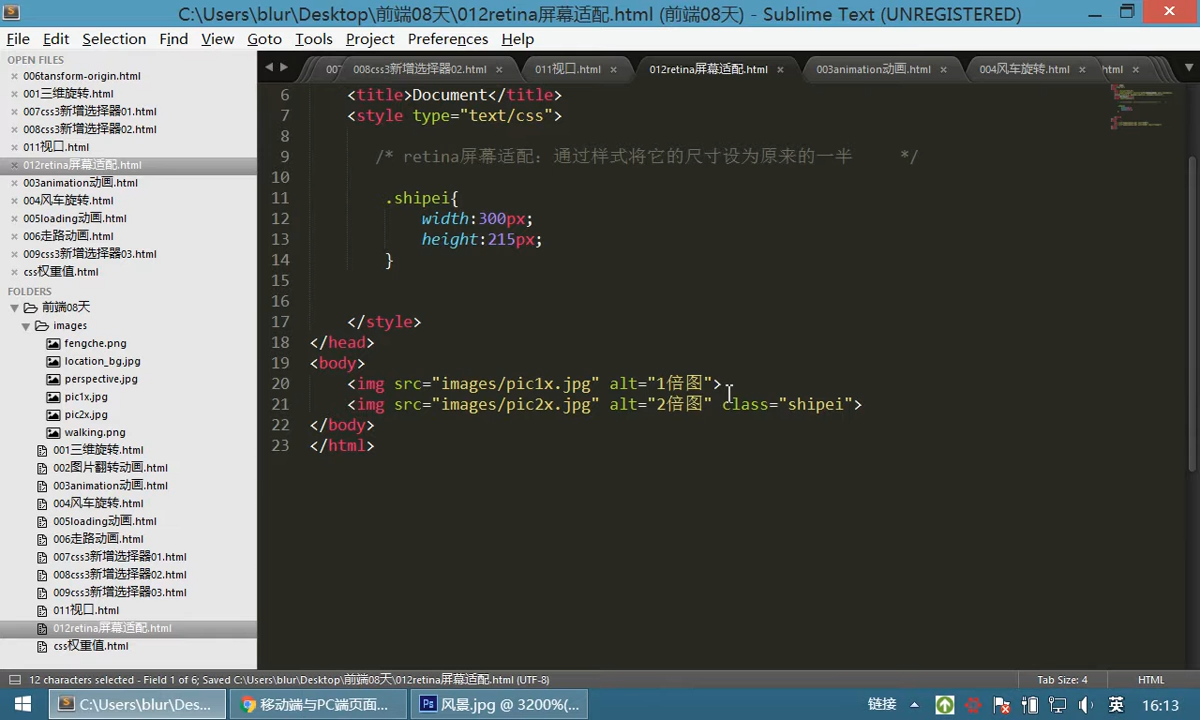 C:\Users\blur\Desktop\前端08天\012retina屏幕适配.html (前端08天) - Sublime Text (UNREGISTERED)
File Edit Selection Find View Goto Tools Project Preferences Help
OPEN FILES
006tansform-origin.html
001三维旋转.html
007css3新增选择器01.html
008css3新增选择器02.html
011视口.html
012retina屏幕适配.html
003animation动画.html
004风车旋转.html
005loading动画.html
006走路动画.html
009css3新增选择器03.html
css权重值.html
FOLDERS
前端08天
images
fengche.png
location_bg.jpg
perspective.jpg
pic1x.jpg
pic2x.jpg
walking.png
001三维旋转.html
002图片翻转动画.html
003animation动画.html
004风车旋转.html
005loading动画.html
006走路动画.html
007css3新增选择器01.html
008css3新增选择器02.html
009css3新增选择器03.html
011视口.html
012retina屏幕适配.html
css权重值.html
007 008css3新增选择器02.html 011视口.html 012retina屏幕适配.html 003animation动画.html 004风车旋转.html html
6 <title>Document</title>
7 <style type="text/css">
8
9 /* retina屏幕适配：通过样式将它的尺寸设为原来的一半 */
10
11 .shipei{
12 width:300px;
13 height:215px;
14 }
15
16
17 </style>
18 </head>
19 <body>
20 <img src="images/pic1x.jpg" alt="1倍图">
21 <img src="images/pic2x.jpg" alt="2倍图" class="shipei">
22 </body>
23 </html>
12 characters selected - Field 1 of 6; Saved C:\Users\blur\Desktop\前端08天\012retina屏幕适配.html (UTF-8) Tab Size: 4 HTML
C:\Users\blur\Des... 移动端与PC端页面... 风景.jpg @ 3200%(... 链接 英 16:13